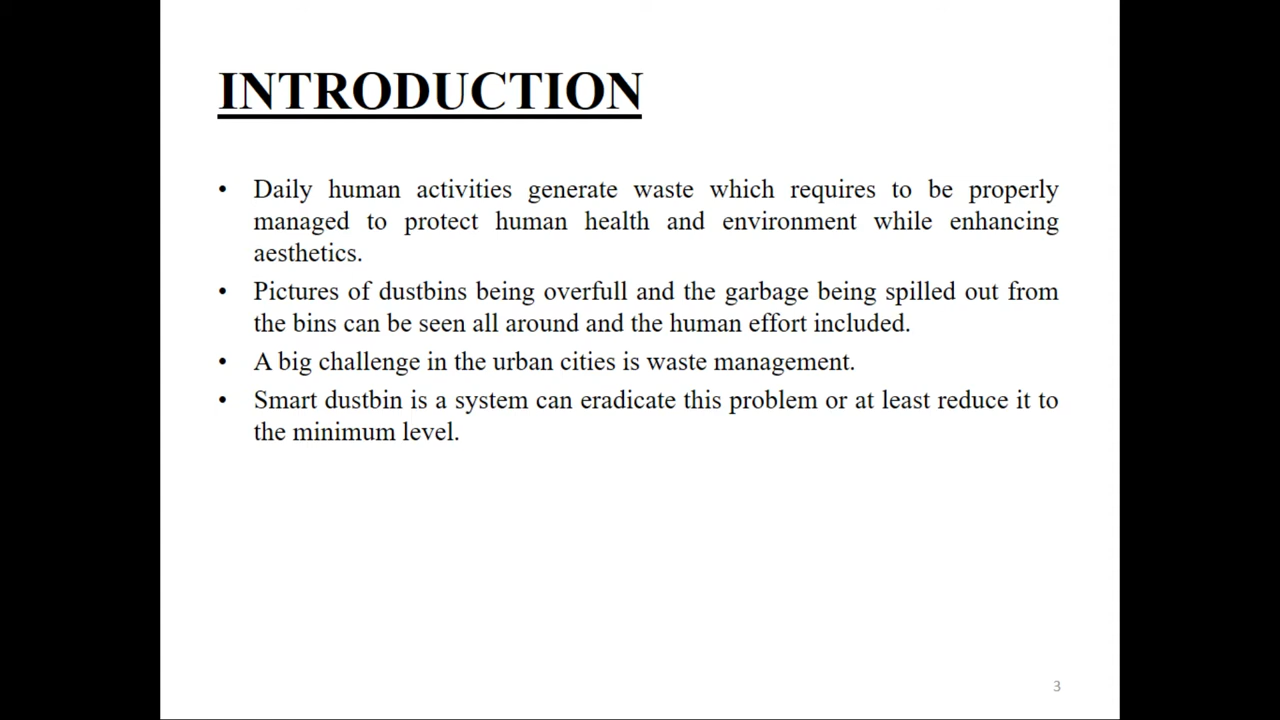 INTRODUCTION
• Daily human activities generate waste which requires to be properly
managed to protect human health and environment while enhancing
aesthetics.
• Pictures of dustbins being overfull and the garbage being spilled out from
the bins can be seen all around and the human effort included.
• A big challenge in the urban cities is waste management.
• Smart dustbin is a system can eradicate this problem or at least reduce it to
the minimum level.
3